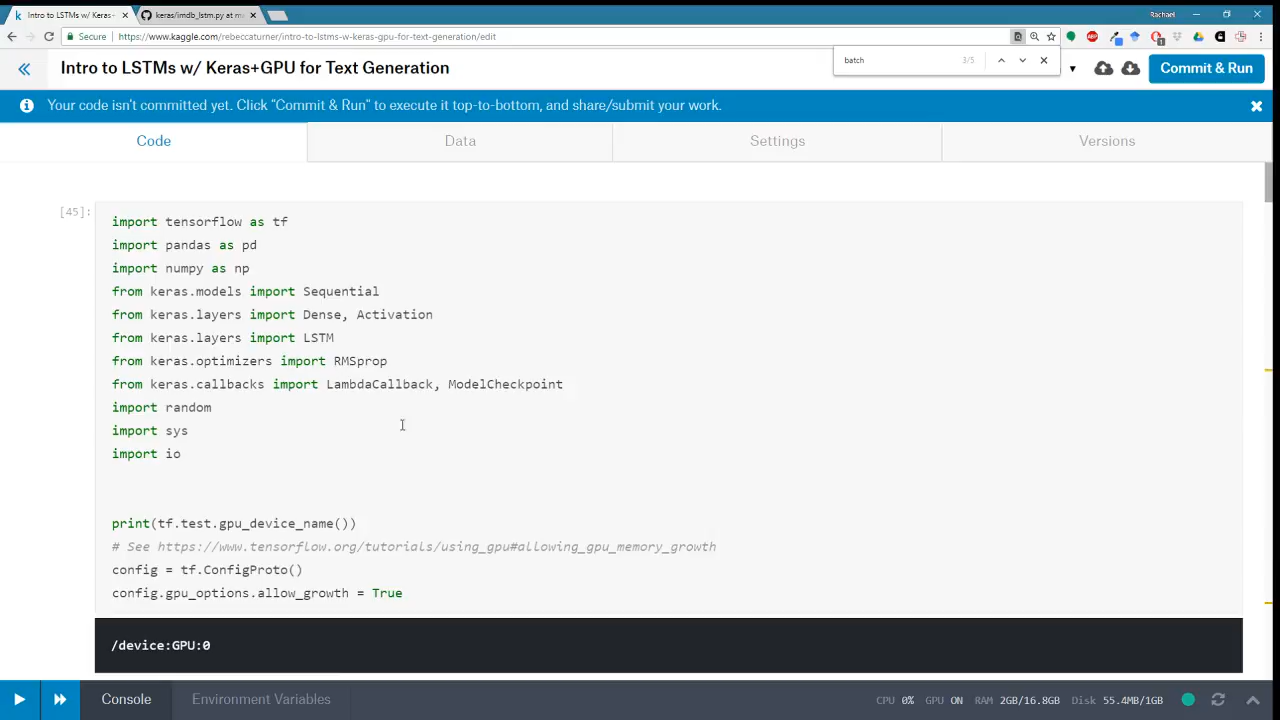 Intro to LSTMs w/ Keras-
keras/imdb_lstm.py at m
Rachael
Secure
https://www.kaggle.com/rebeccaturner/intro-to-lstms-w-keras-gpu-for-text-generation/edit
Intro to LSTMs w/ Keras+GPU for Text Generation
batch
3/5
Commit & Run
Your code isn't committed yet. Click "Commit & Run" to execute it top-to-bottom, and share/submit your work.
Code
Data
Settings
Versions
[45]:
import tensorflow as tf
import pandas as pd
import numpy as np
from keras.models import Sequential
from keras.layers import Dense, Activation
from keras.layers import LSTM
from keras.optimizers import RMSprop
from keras.callbacks import LambdaCallback, ModelCheckpoint
import random
import sys
import io
print(tf.test.gpu_device_name())
# See https://www.tensorflow.org/tutorials/using_gpu#allowing_gpu_memory_growth
config = tf.ConfigProto()
config.gpu_options.allow_growth = True
/device:GPU:0
Console
Environment Variables
CPU 0%
GPU ON
RAM 2GB/16.8GB
Disk 55.4MB/1GB